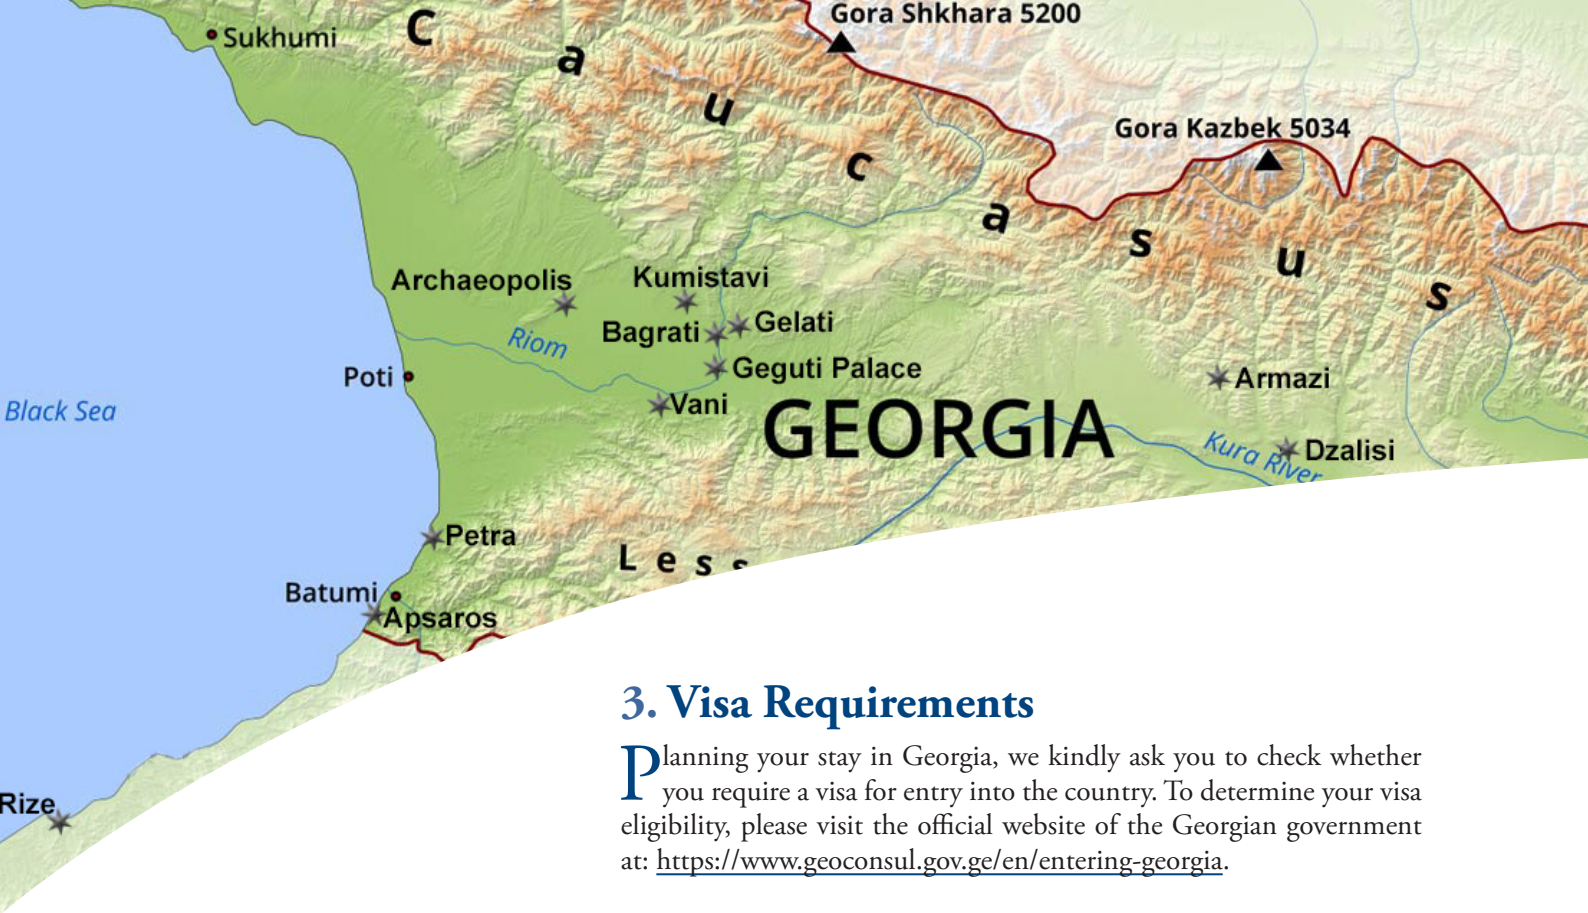 Gora Shkhara 5200
Sukhumi
Caucasus
Gora Kazbek 5034
Archaeopolis
Kumistavi
Bagrati
Gelati
Riom
Geguti Palace
Poti
Vani
Armazi
Black Sea
GEORGIA
Kura River
Dzalisi
Petra
Less
Batumi
Apsaros
Rize
3. Visa Requirements
Planning your stay in Georgia, we kindly ask you to check whether
you require a visa for entry into the country. To determine your visa
eligibility, please visit the official website of the Georgian government
at: https://www.geoconsul.gov.ge/en/entering-georgia.